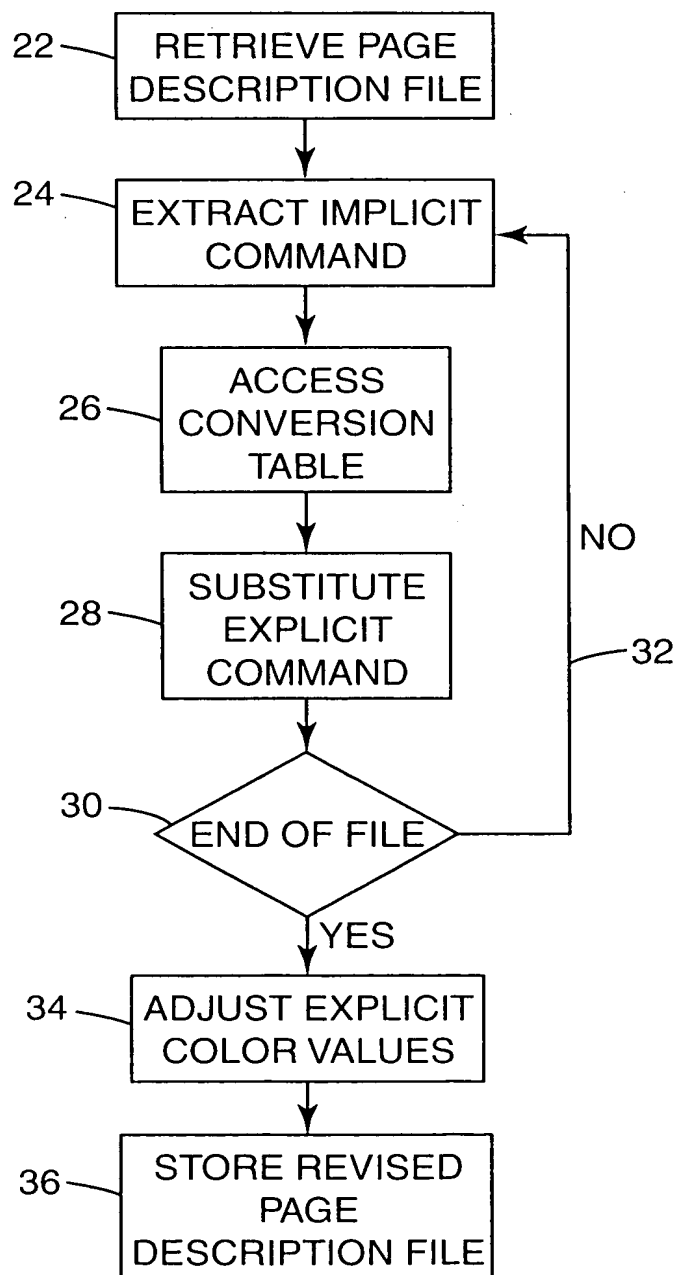 22
RETRIEVE PAGE
DESCRIPTION FILE
24
EXTRACT IMPLICIT
COMMAND
26
ACCESS
CONVERSION
TABLE
NO
28
SUBSTITUTE
EXPLICIT
COMMAND
32
30
END OF FILE
YES
34
ADJUST EXPLICIT
COLOR VALUES
36
STORE REVISED
PAGE
DESCRIPTION FILE